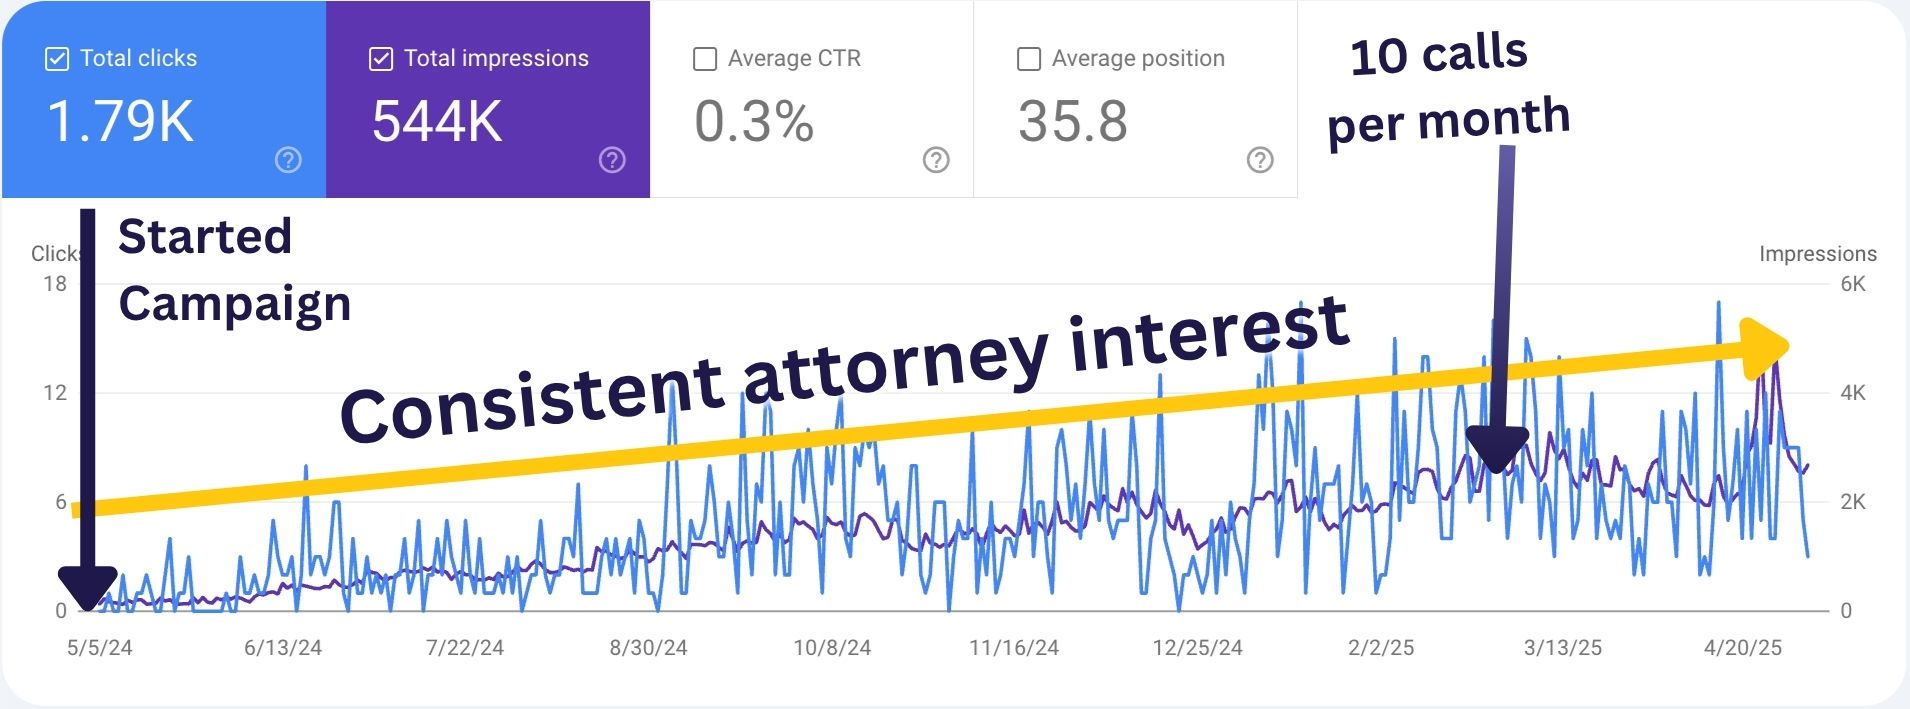 Total clicks
1.79K
Total impressions
544K
Average CTR
0.3%
Average position
35.8
10 calls
per month
Started
Campaign
Clicks
Impressions
18
6K
Consistent attorney interest
12
4K
6
2K
0
0
5/5/24
6/13/24
7/22/24
8/30/24
10/8/24
11/16/24
12/25/24
2/2/25
3/13/25
4/20/25